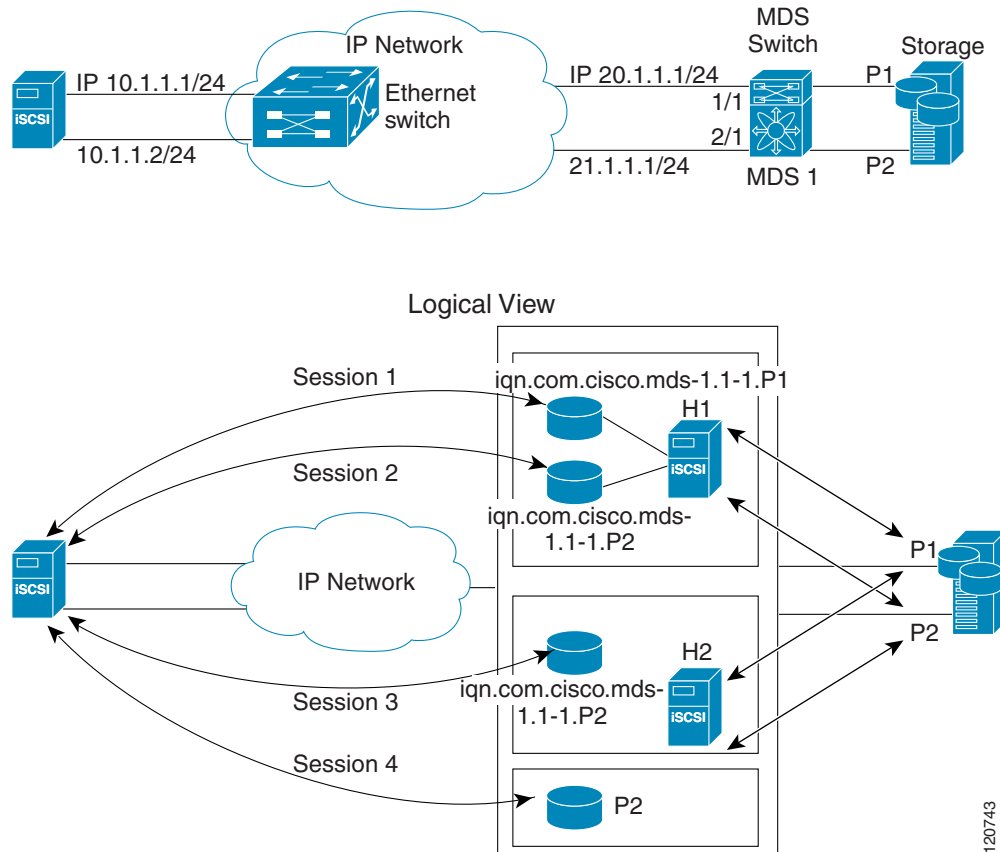 MDS
Switch
Storage
IP Network
IP 10.1.1.1/24
IP 20.1.1.1/24
P1
1/1
Ethernet
switch
iSCSI
2/1
10.1.1.2/24
21.1.1.1/24
MDS 1
P2
Logical View
Session 1
iqn.com.cisco.mds-1.1-1.P1
H1
Session 2
iSCSI
iqn.com.cisco.mds-
1.1-1.P2
P1
iSCSI
IP Network
P2
H2
Session 3
iqn.com.cisco.mds-
1.1-1.P2
iSCSI
Session 4
P2
120743